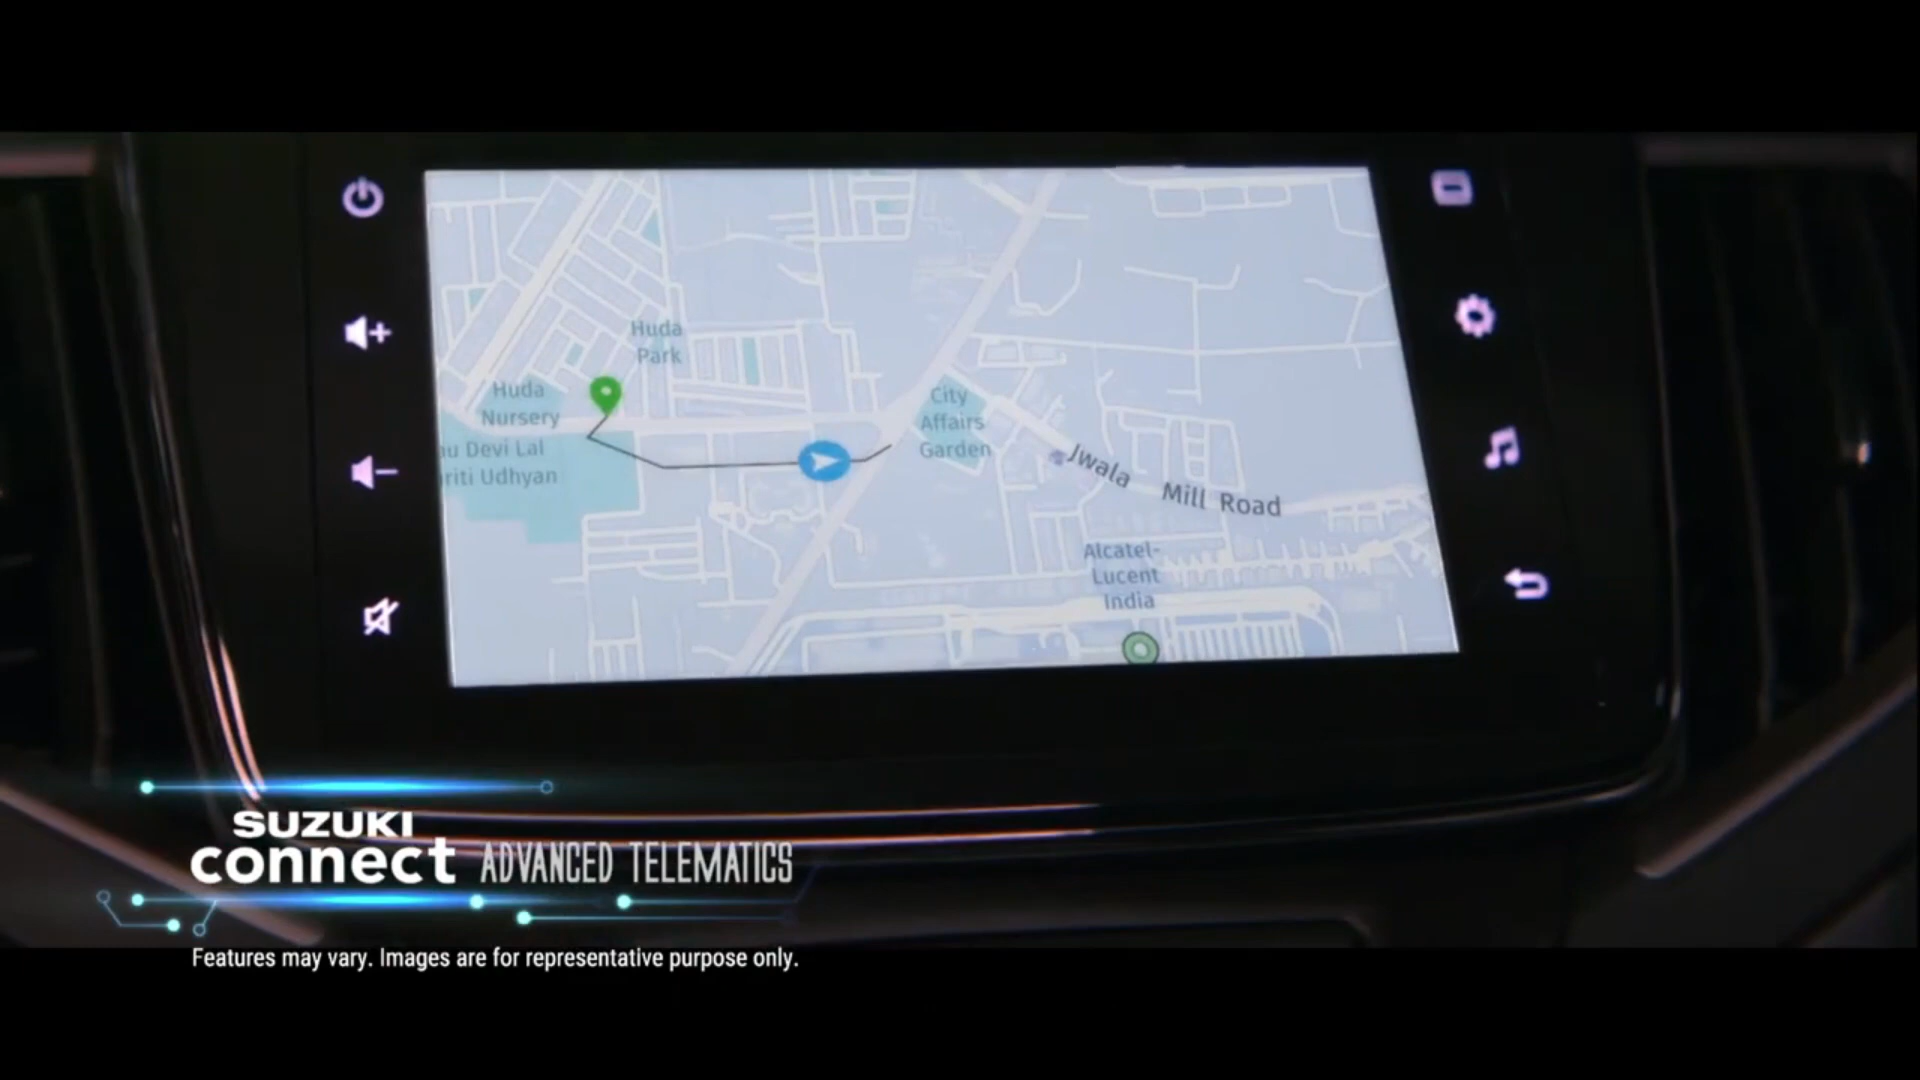 Huda
Park
Huda
Nursery
Devi Lal
Udhyan
City
Affairs
Garden
Jwala Mill Road
Alcatel-
Lucent
India
SUZUKI
connect ADVANCED TELEMATICS
Features may vary. Images are for representative purpose only.